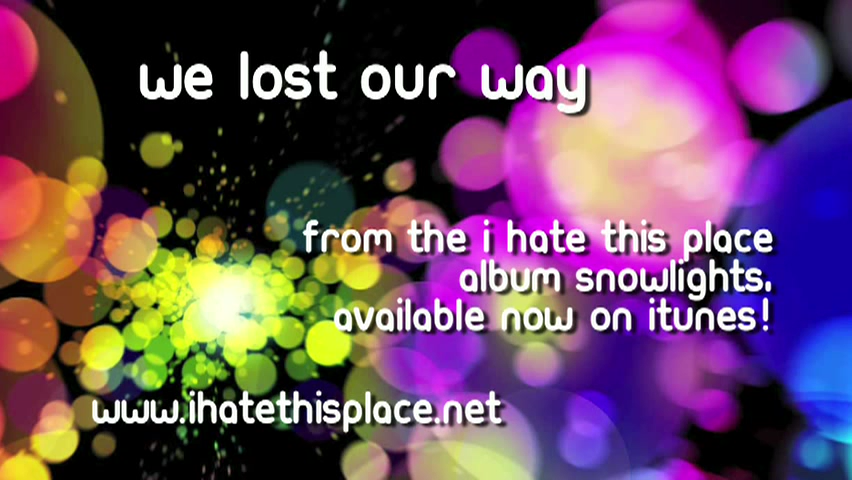 we lost our way
from the i hate this place
album snowlights,
available now on itunes!
www.ihatethisplace.net